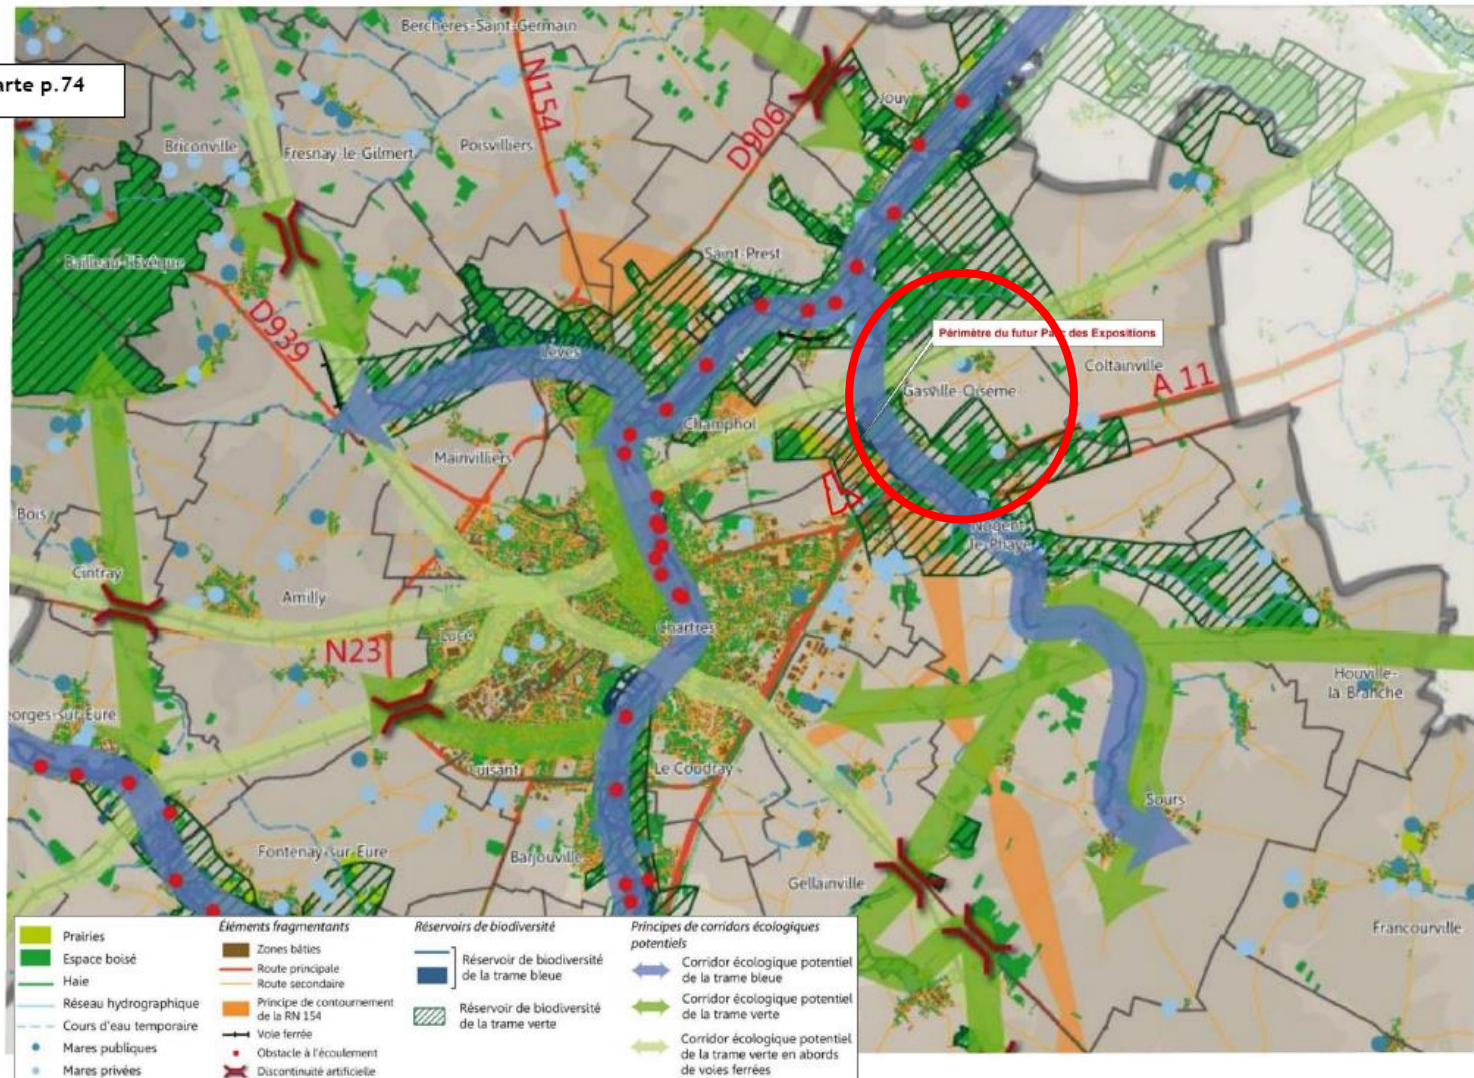 arte p.74
Berchères-Saint-Germain
N154
D906
Jouy
Briconville
Fresnay-le-Gilmert
Poisvilliers
Bailleau-l'Évêque
Saint-Prest
D939
Périmètre du futur Parc des Expositions
Lèves
Gasville-Oisème
Coltainville
A 11
Champhol
Mainvilliers
-Bois
Nogent-
le-Phaye
Cintray
Amilly
Lucé
Chartres
N23
Houville-
la-Branche
eorges-sur-Eure
Luisant
Le Coudray
Sours
Fontenay-sur-Eure
Barjouville
Gellainville
Francourville
Prairies
Espace boisé
Haie
Réseau hydrographique
Cours d'eau temporaire
Mares publiques
Mares privées
Éléments fragmentants
Zones bâties
Route principale
Route secondaire
Principe de contournement
de la RN 154
Voie ferrée
Obstacle à l'écoulement
Discontinuité artificielle
Réservoirs de biodiversité
Réservoir de biodiversité
de la trame bleue
Réservoir de biodiversité
de la trame verte
Principes de corridors écologiques
potentiels
Corridor écologique potentiel
de la trame bleue
Corridor écologique potentiel
de la trame verte
Corridor écologique potentiel
de la trame verte en abords
de voies ferrées